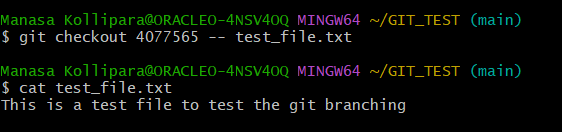 Manasa Kollipara@ORACLEO-4NSV4OQ MINGW64 ~/GIT_TEST (main)
$ git checkout 4077565 -- test_file.txt
Manasa Kollipara@ORACLEO-4NSV4OQ MINGW64 ~/GIT_TEST (main)
$ cat test_file.txt
This is a test file to test the git branching